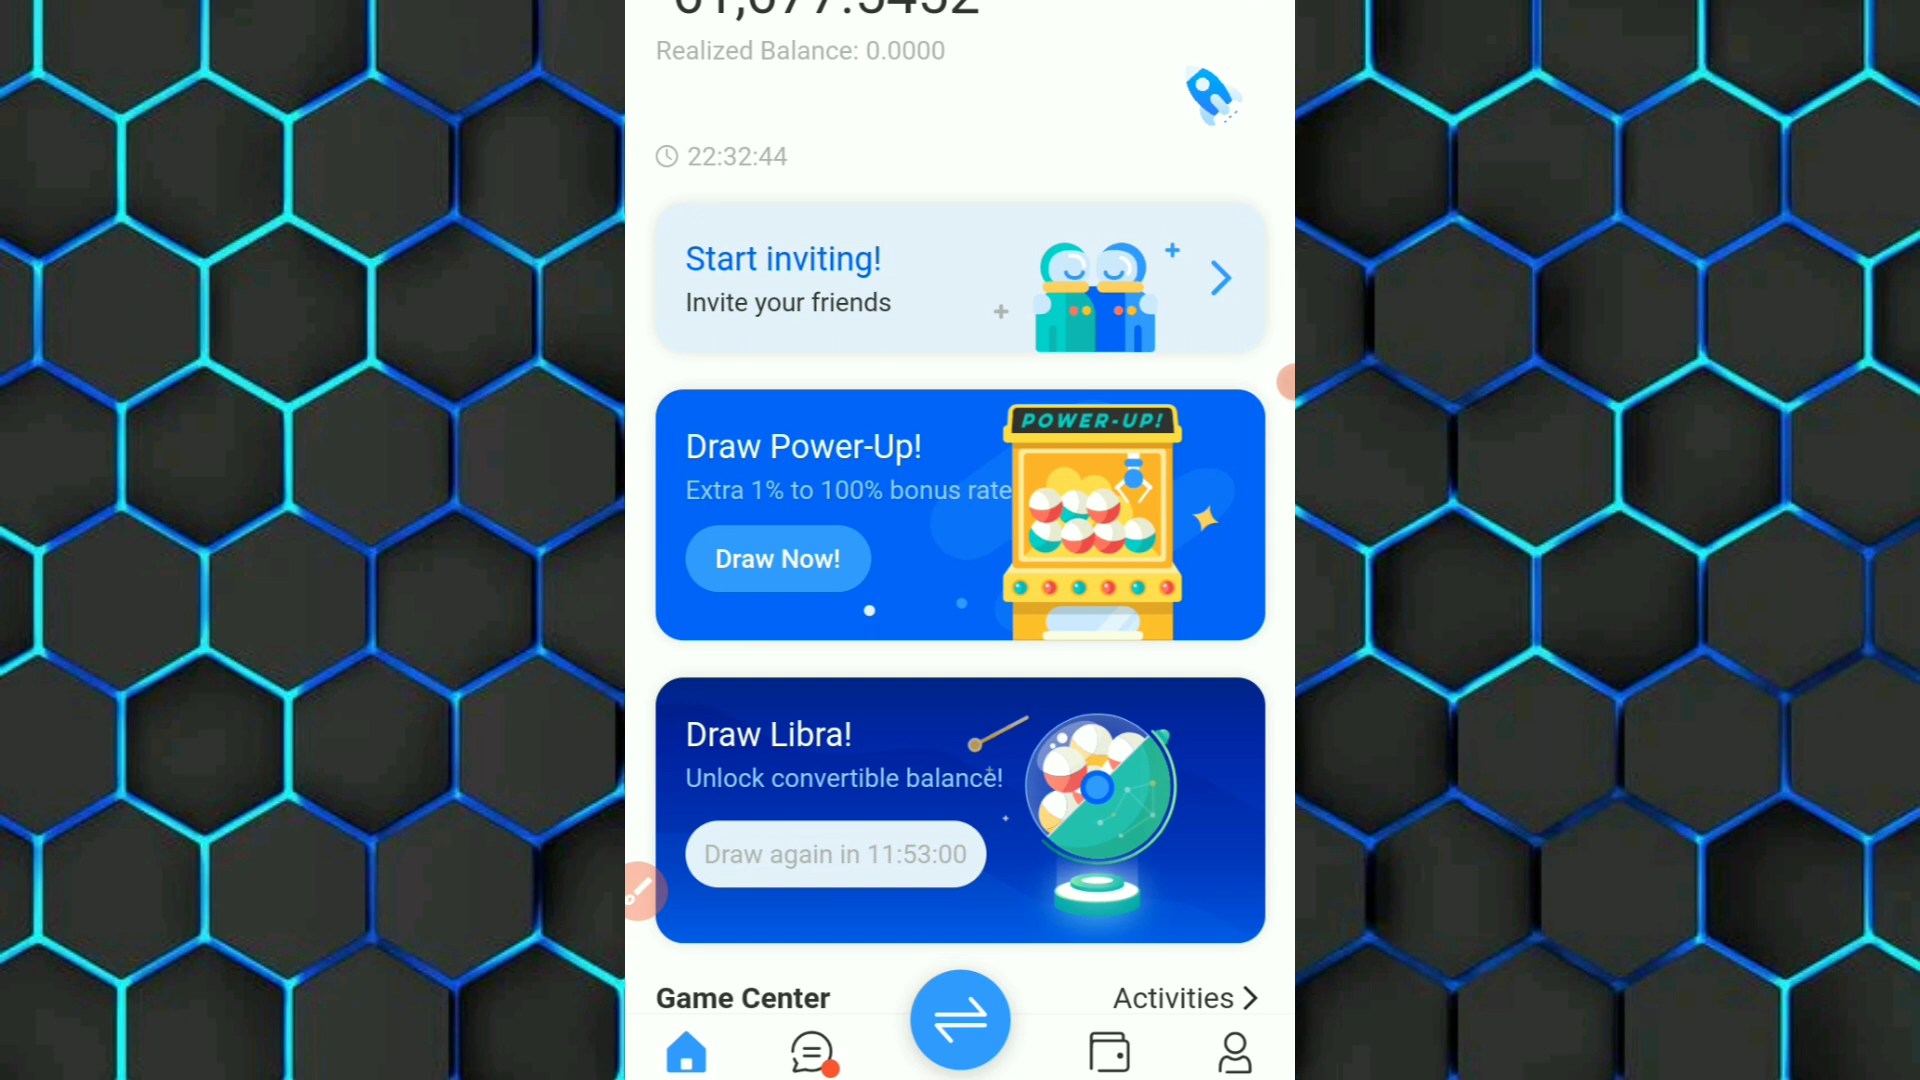 Realized Balance: 0.0000
22:32:44
Start inviting!
Invite your friends
POWER-UP!
Draw Power-Up!
Extra 1% to 100% bonus rate
Draw Now!
Draw Libra!
Unlock convertible balance!
Draw again in 11:53:00
Game Center
Activities